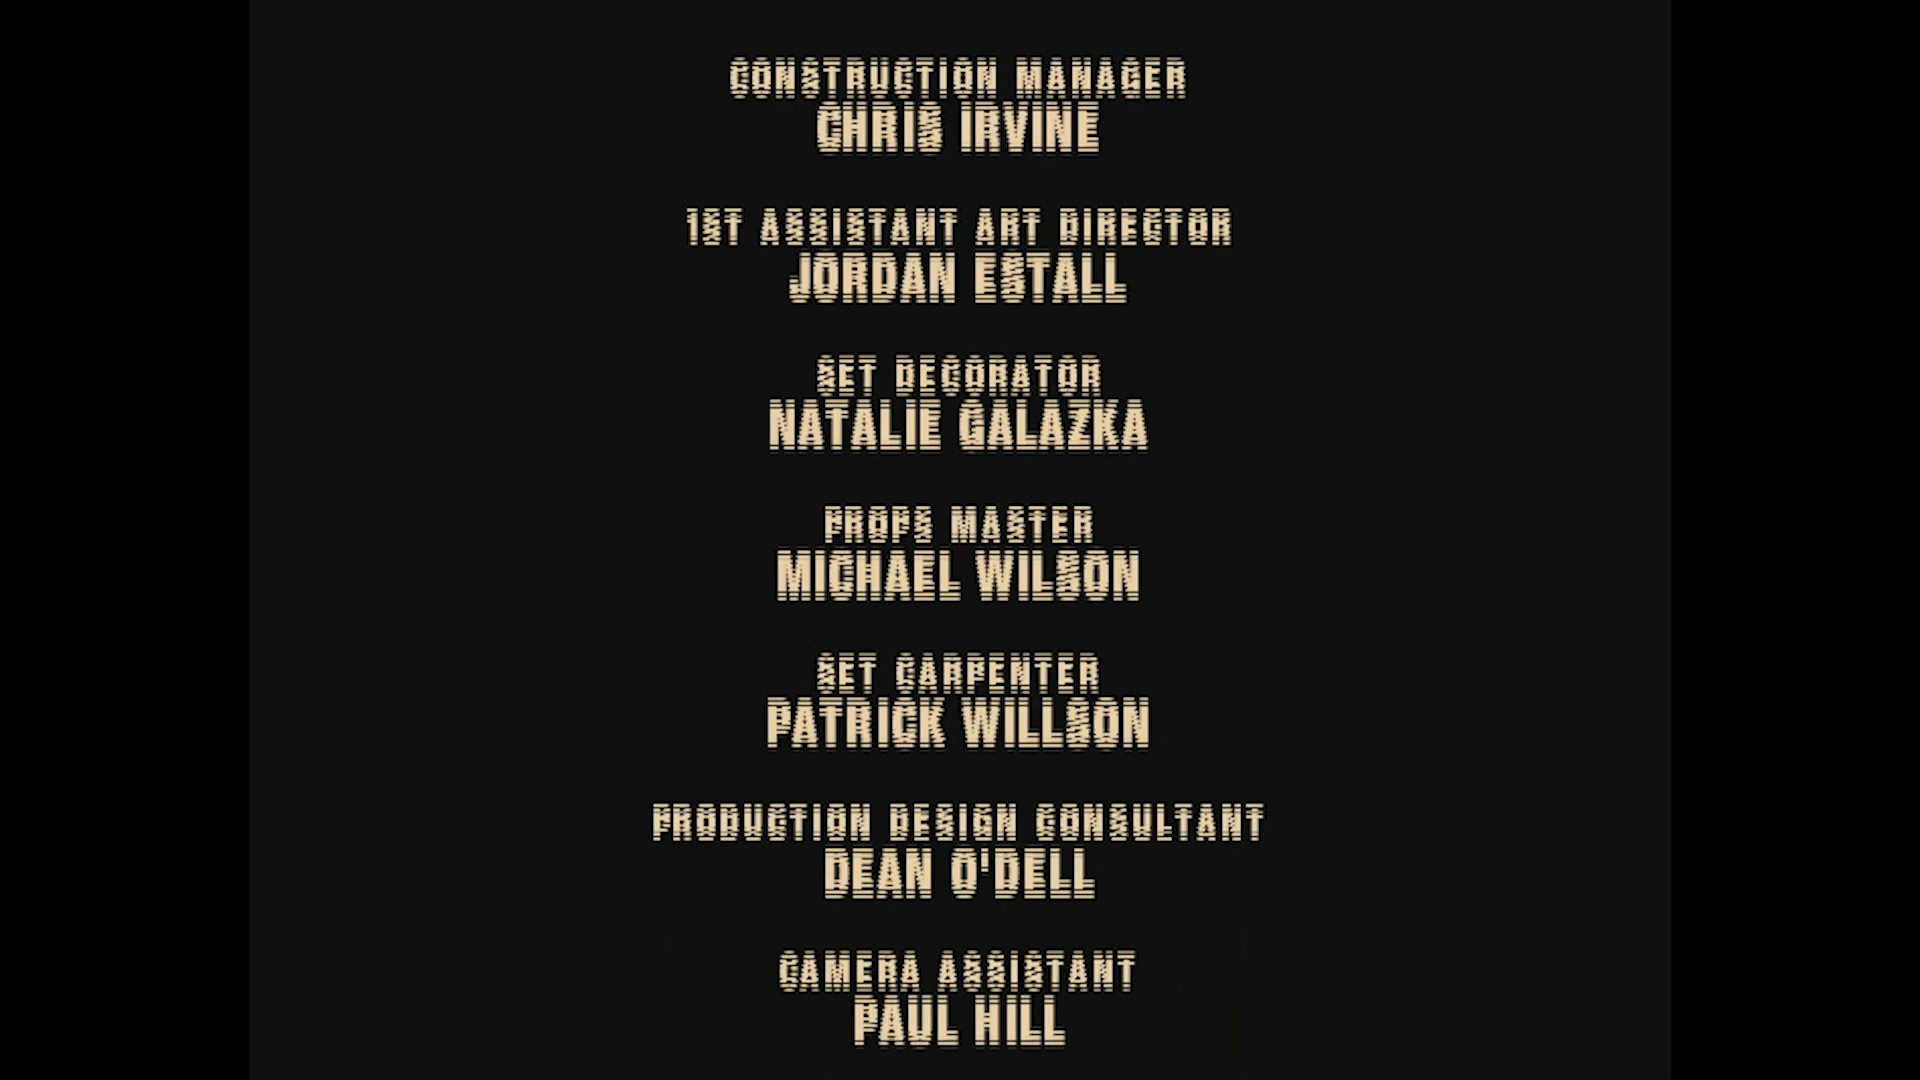 CONSTRUCTION MANAGER
CHRIS IRVINE
1ST ASSISTANT ART DIRECTOR
JORDAN ESTALL
SET DECORATOR
NATALIE GALAZKA
PROPS MASTER
MICHAEL WILSON
SET CARPENTER
PATRICK WILLSON
PRODUCTION DESIGN CONSULTANT
DEAN O'DELL
CAMERA ASSISTANT
PAUL HILL